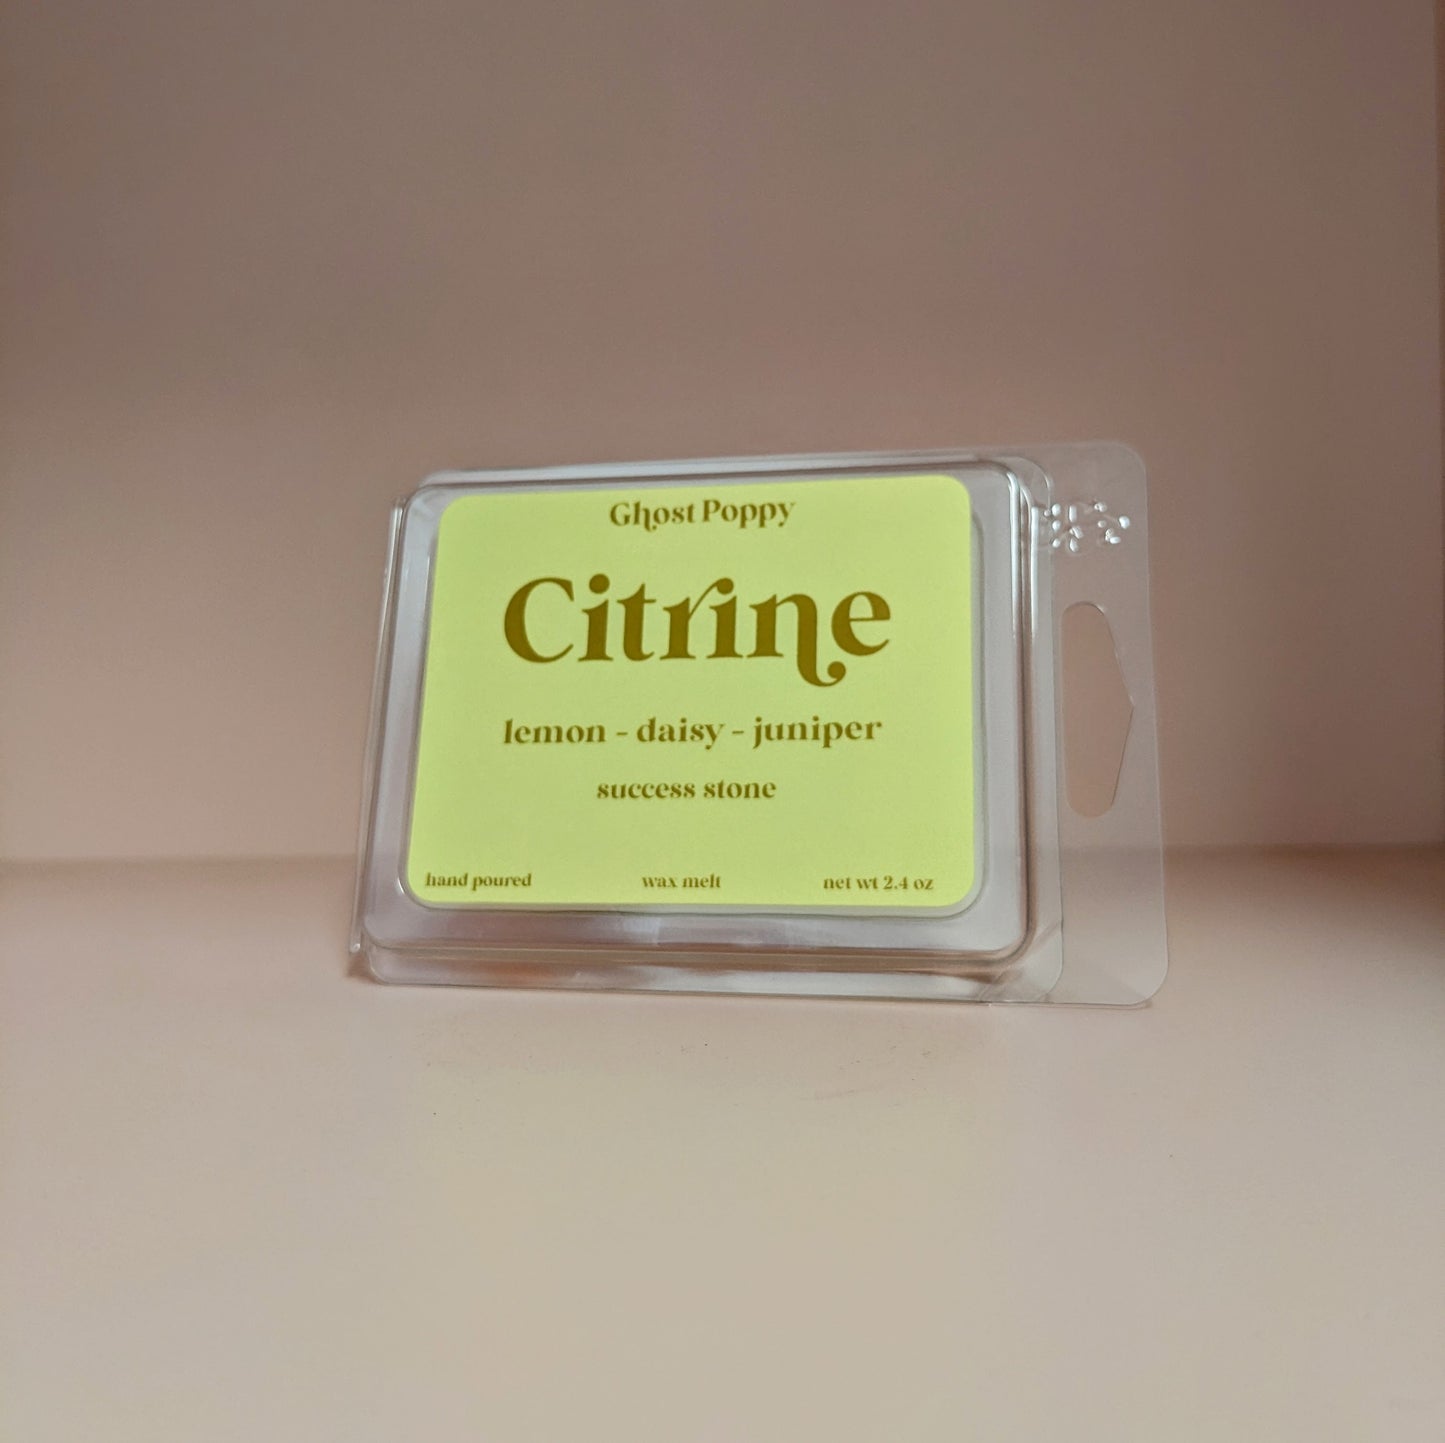 Ghost Poppy
Citrine
lemon - daisy - juniper
success stone
hand poured wax melt net wt 2.4 oz